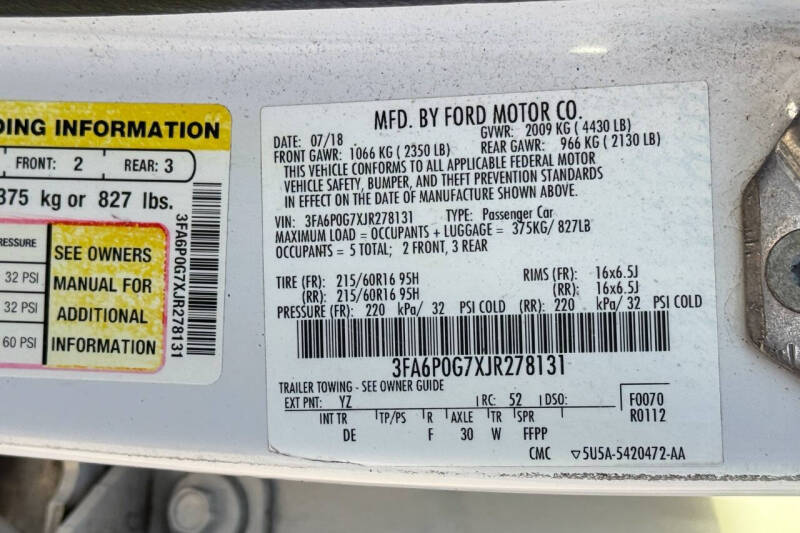 DING INFORMATION
FRONT: 2 REAR: 3
375 kg or 827 lbs.
RESSURE
32 PSI
32 PSI
60 PSI
SEE OWNERS
MANUAL FOR
ADDITIONAL
INFORMATION
3FA6P0G7XJR278131
MFD. BY FORD MOTOR CO.
DATE: 07/18 GVWR: 2009 KG ( 4430 LB)
FRONT GAWR: 1066 KG ( 2350 LB) REAR GAWR: 966 KG ( 2130 LB)
THIS VEHICLE CONFORMS TO ALL APPLICABLE FEDERAL MOTOR
VEHICLE SAFETY, BUMPER, AND THEFT PREVENTION STANDARDS
IN EFFECT ON THE DATE OF MANUFACTURE SHOWN ABOVE.
VIN: 3FA6P0G7XJR278131 TYPE: Passenger Car
MAXIMUM LOAD = OCCUPANTS + LUGGAGE = 375KG/ 827LB
OCCUPANTS = 5 TOTAL; 2 FRONT, 3 REAR
TIRE (FR): 215/60R16 95H RIMS (FR): 16x6.5J
(RR): 215/60R16 95H (RR): 16x6.5J
PRESSURE (FR): 220 kPa/ 32 PSI COLD (RR): 220 kPa/ 32 PSI COLD
3FA6P0G7XJR278131
TRAILER TOWING - SEE OWNER GUIDE
EXT PNT: YZ RC: 52 DSO: F0070
INT TR TP/PS R AXLE TR SPR R0112
DE F 30 W FFPP
CMC ▽5U5A-5420472-AA